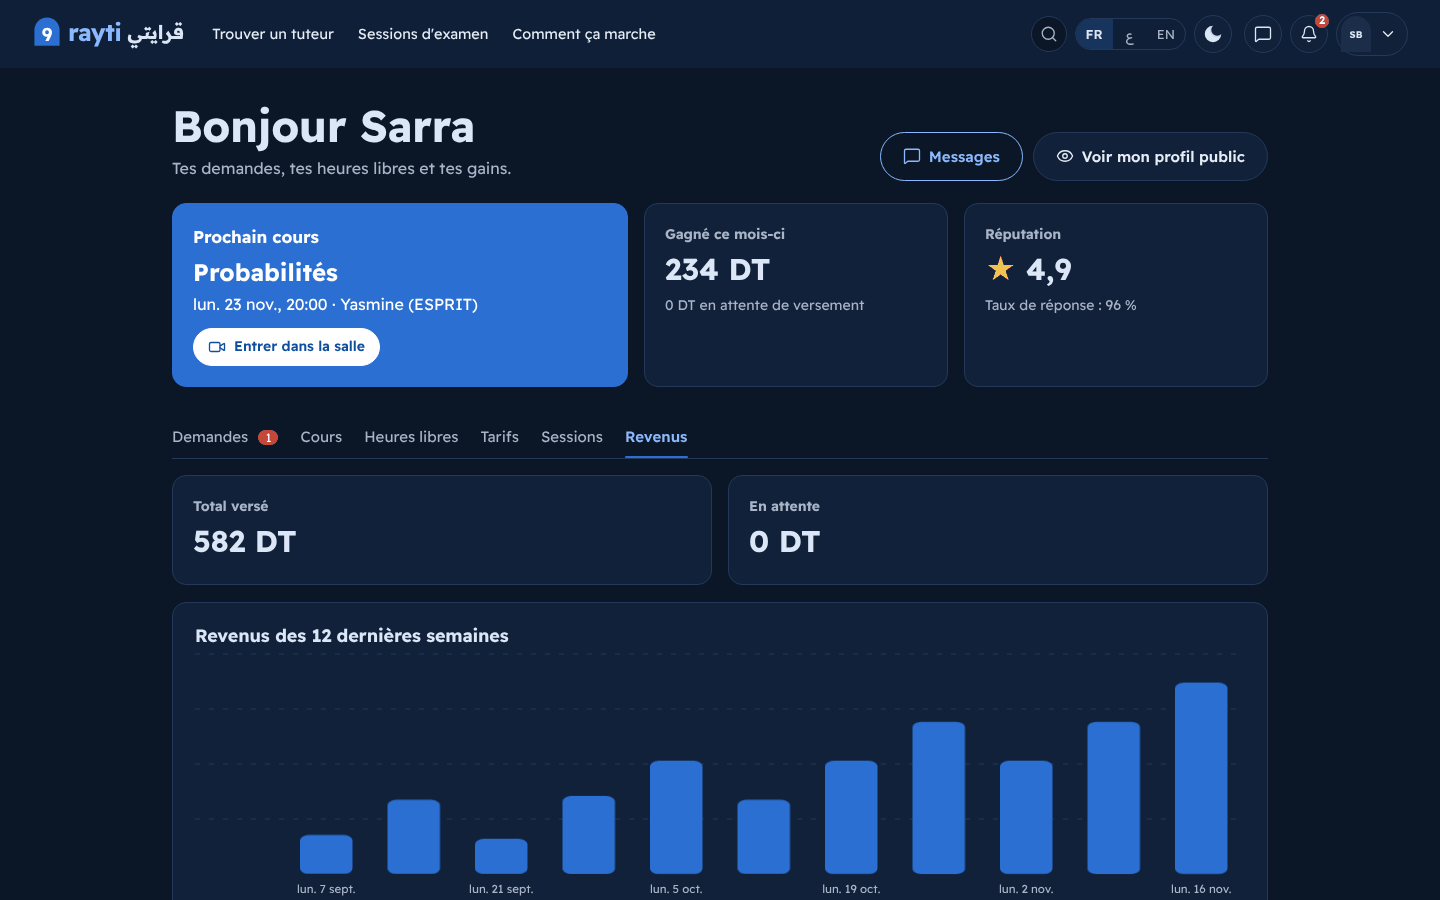 9 rayti قرايتي
Trouver un tuteur
Sessions d'examen
Comment ça marche
FR
ع
EN
2
SB
Bonjour Sarra
Tes demandes, tes heures libres et tes gains.
Messages
Voir mon profil public
Prochain cours
Probabilités
lun. 23 nov., 20:00 · Yasmine (ESPRIT)
Entrer dans la salle
Gagné ce mois-ci
234 DT
0 DT en attente de versement
Réputation
4,9
Taux de réponse : 96 %
Demandes 1
Cours
Heures libres
Tarifs
Sessions
Revenus
Total versé
582 DT
En attente
0 DT
Revenus des 12 dernières semaines
lun. 7 sept.
lun. 21 sept.
lun. 5 oct.
lun. 19 oct.
lun. 2 nov.
lun. 16 nov.